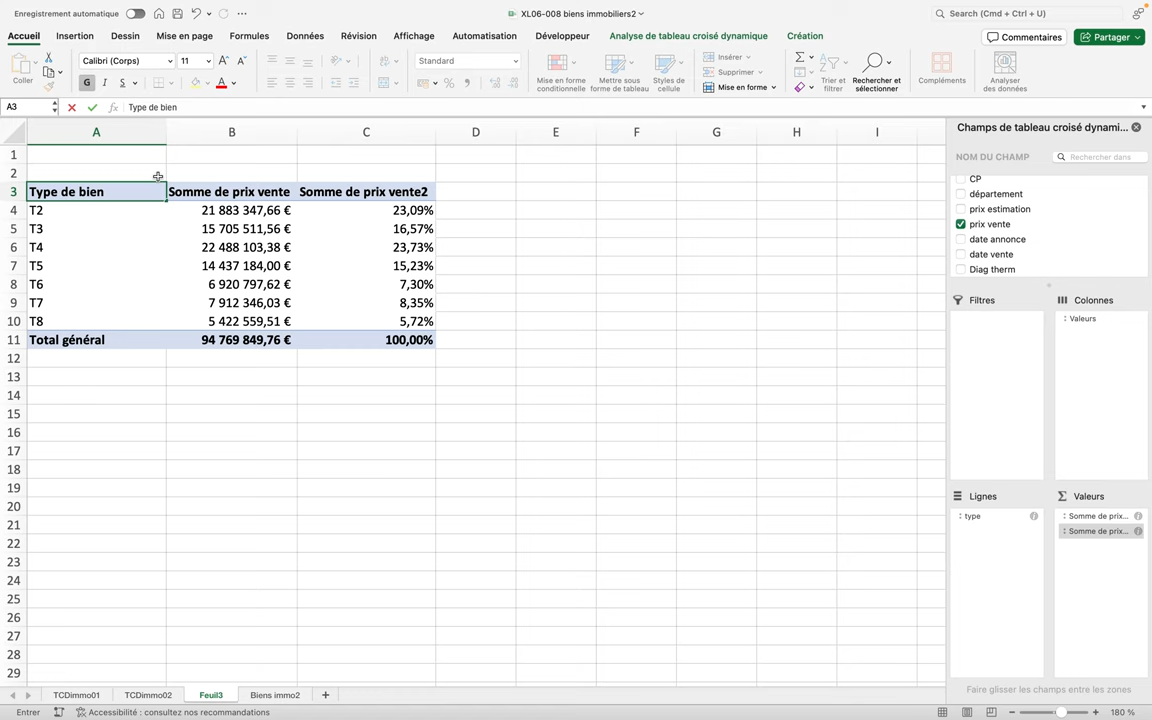 Enregistrement automatique
XL06-008 biens immobiliers2
Search (Cmd + Ctrl + U)
Accueil Insertion Dessin Mise en page Formules Données Révision Affichage Automatisation Développeur Analyse de tableau croisé dynamique Création
Commentaires
Partager
Coller
Calibri (Corps) 11
G I S
Standard
Mise en forme conditionnelle
Mettre sous forme de tableau
Styles de cellule
Insérer
Supprimer
Mise en forme
Trier et filtrer
Rechercher et sélectionner
Compléments
Analyse des données
A3 fx Type de bien
A B C D E F G H I
1
2
3 Type de bien Somme de prix vente Somme de prix vente2
4 T2 21 883 347,66 € 23,09%
5 T3 15 705 511,56 € 16,57%
6 T4 22 488 103,38 € 23,73%
7 T5 14 437 184,00 € 15,23%
8 T6 6 920 797,62 € 7,30%
9 T7 7 912 346,03 € 8,35%
10 T8 5 422 559,51 € 5,72%
11 Total général 94 769 849,76 € 100,00%
12
13
14
15
16
17
18
19
20
21
22
23
24
25
26
27
28
29
Champs de tableau croisé dynami...
NOM DU CHAMP
Rechercher dans
CP
département
prix estimation
prix vente
date annonce
date vente
Diag therm
Filtres
Colonnes
Valeurs
Lignes
type
Valeurs
Somme de prix...
Somme de prix...
Faire glisser les champs entre les zones
TCDimmo01 TCDimmo02 Feuil3 Biens immo2 +
Entrer
Accessibilité : consultez nos recommandations
180 %